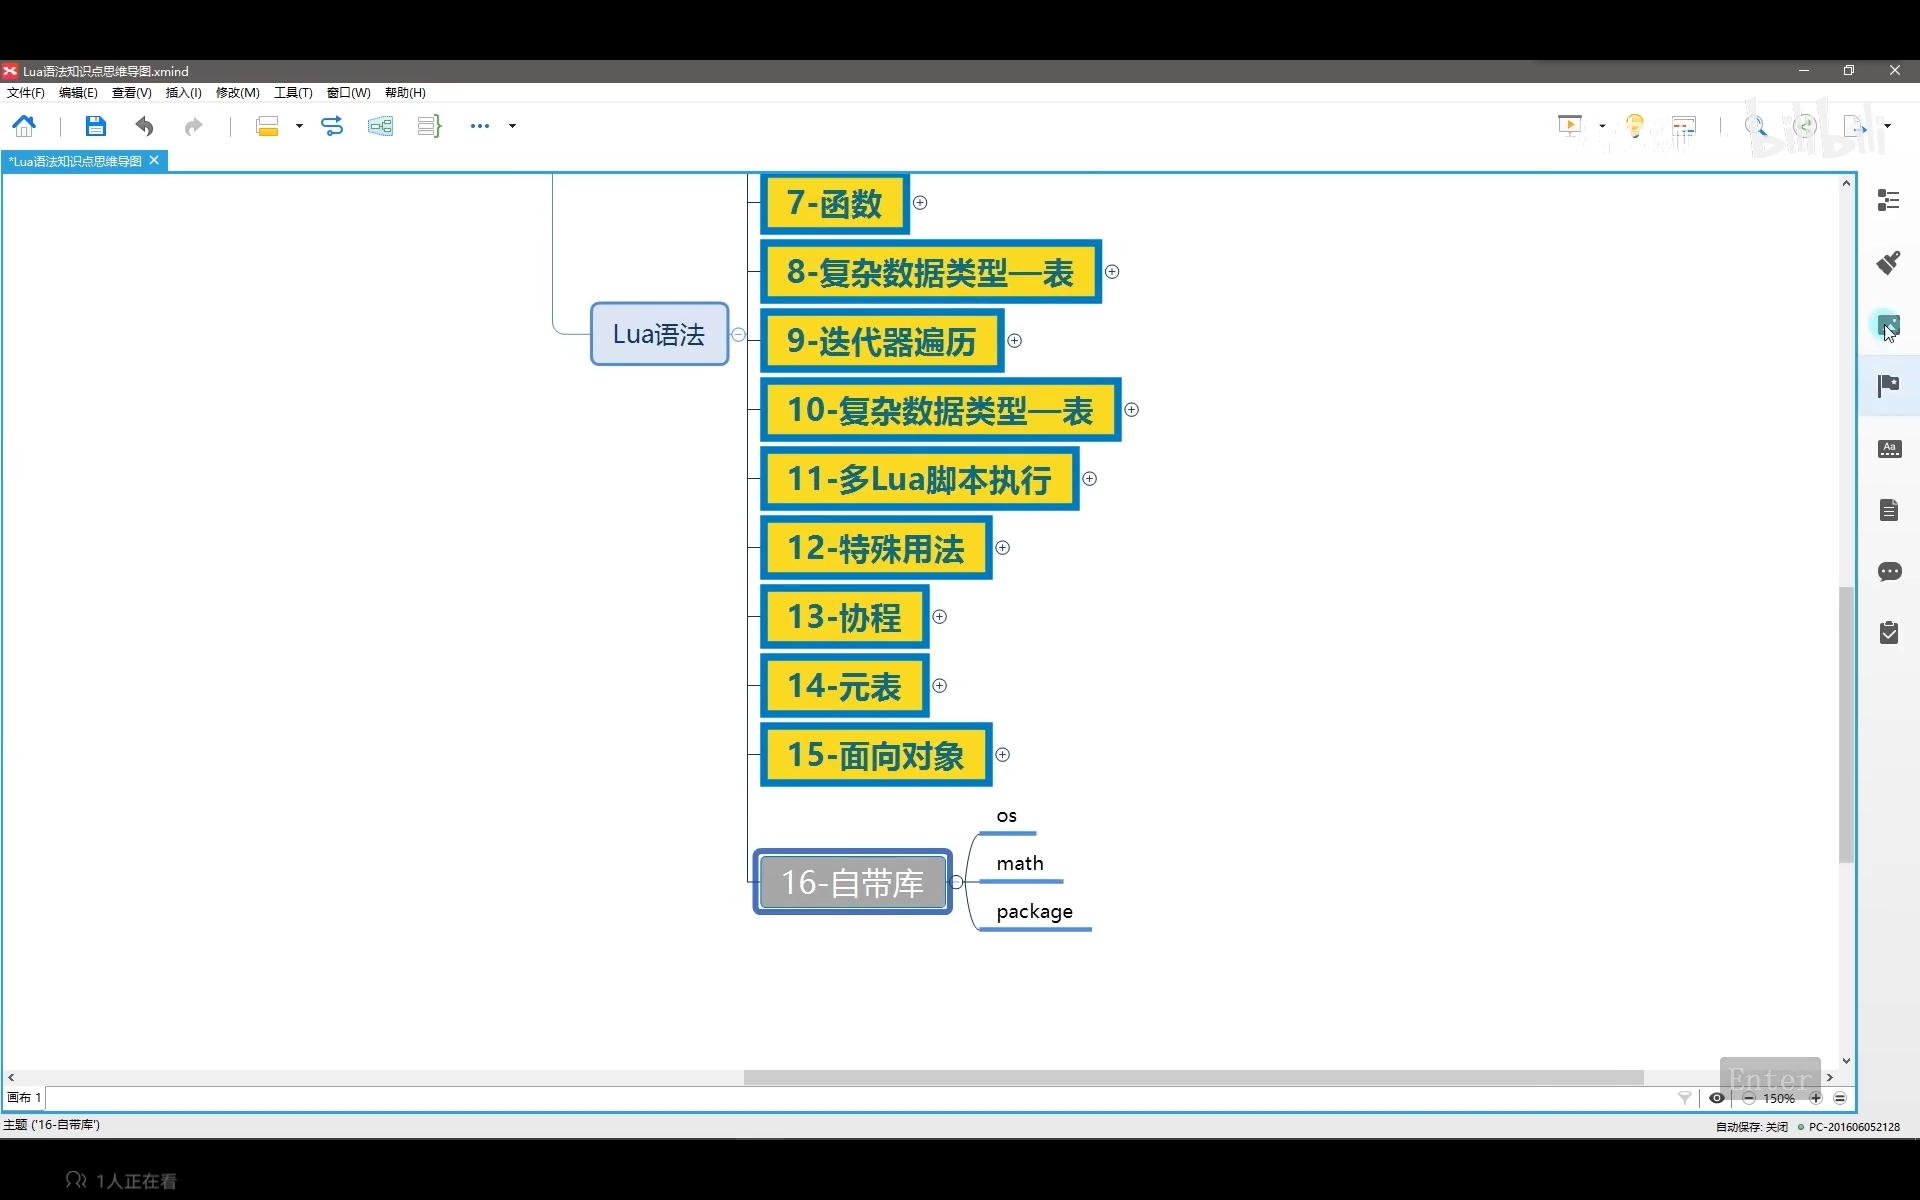 Lua语法知识点思维导图.xmind
文件(F) 编辑(E) 查看(V) 插入(I) 修改(M) 工具(T) 窗口(W) 帮助(H)
bilibili
*Lua语法知识点思维导图
7-函数
8-复杂数据类型—表
Lua语法
9-迭代器遍历
10-复杂数据类型—表
11-多Lua脚本执行
12-特殊用法
13-协程
14-元表
15-面向对象
os
math
16-自带库
package
Aa
Enter
画布 1
150%
主题 ('16-自带库')
自动保存: 关闭 PC-201606052128
1人正在看